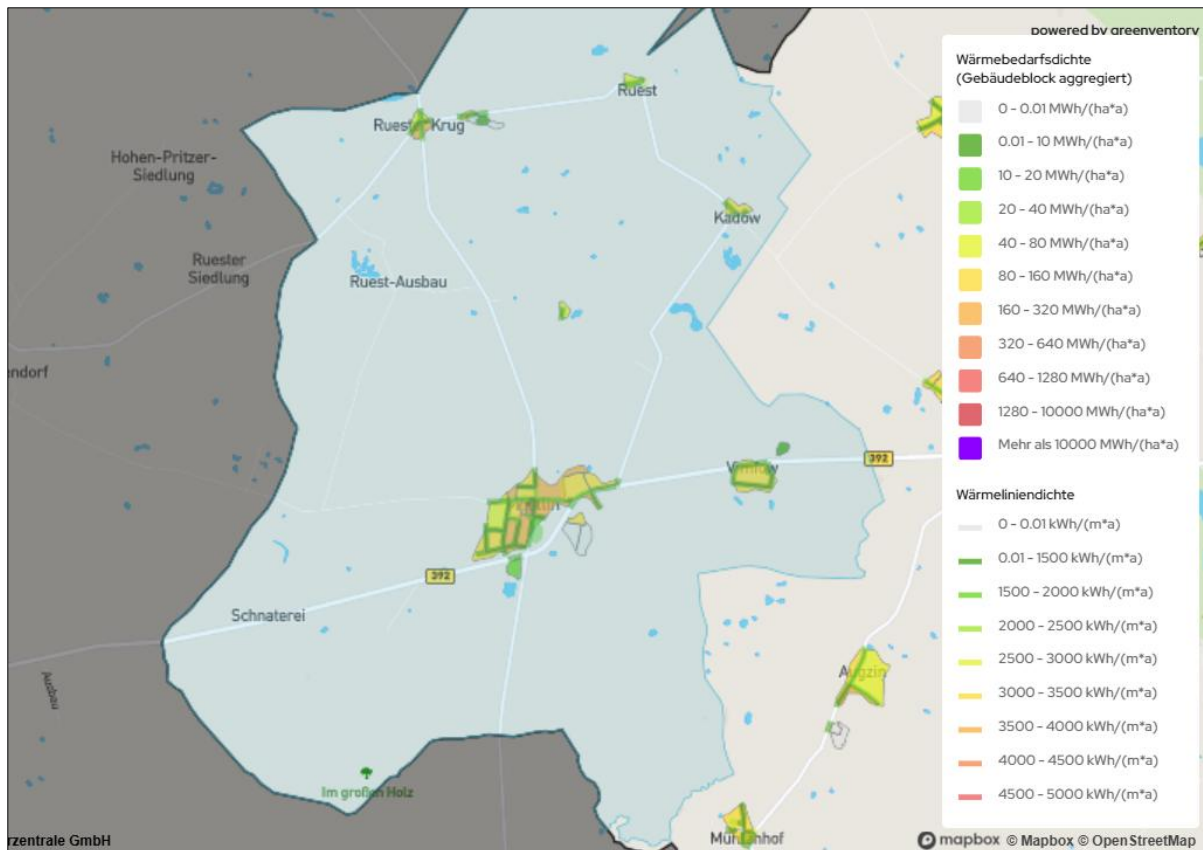 powered by greenventory
Wärmebedarfsdichte
(Gebäudeblock aggregiert)
0 - 0.01 MWh/(ha*a)
0.01 - 10 MWh/(ha*a)
10 - 20 MWh/(ha*a)
20 - 40 MWh/(ha*a)
40 - 80 MWh/(ha*a)
80 - 160 MWh/(ha*a)
160 - 320 MWh/(ha*a)
320 - 640 MWh/(ha*a)
640 - 1280 MWh/(ha*a)
1280 - 10000 MWh/(ha*a)
Mehr als 10000 MWh/(ha*a)
Wärmeliniendichte
0 - 0.01 kWh/(m*a)
0.01 - 1500 kWh/(m*a)
1500 - 2000 kWh/(m*a)
2000 - 2500 kWh/(m*a)
2500 - 3000 kWh/(m*a)
3000 - 3500 kWh/(m*a)
3500 - 4000 kWh/(m*a)
4000 - 4500 kWh/(m*a)
4500 - 5000 kWh/(m*a)
Ruest
Ruest Krug
Hohen-Pritzer-
Siedlung
Kadow
Ruester
Siedlung
Ruest-Ausbau
endorf
392
392
Schnaterei
Augzin
Ausbau
Im großen Holz
rzentrale GmbH
mapbox © Mapbox © OpenStreetMap